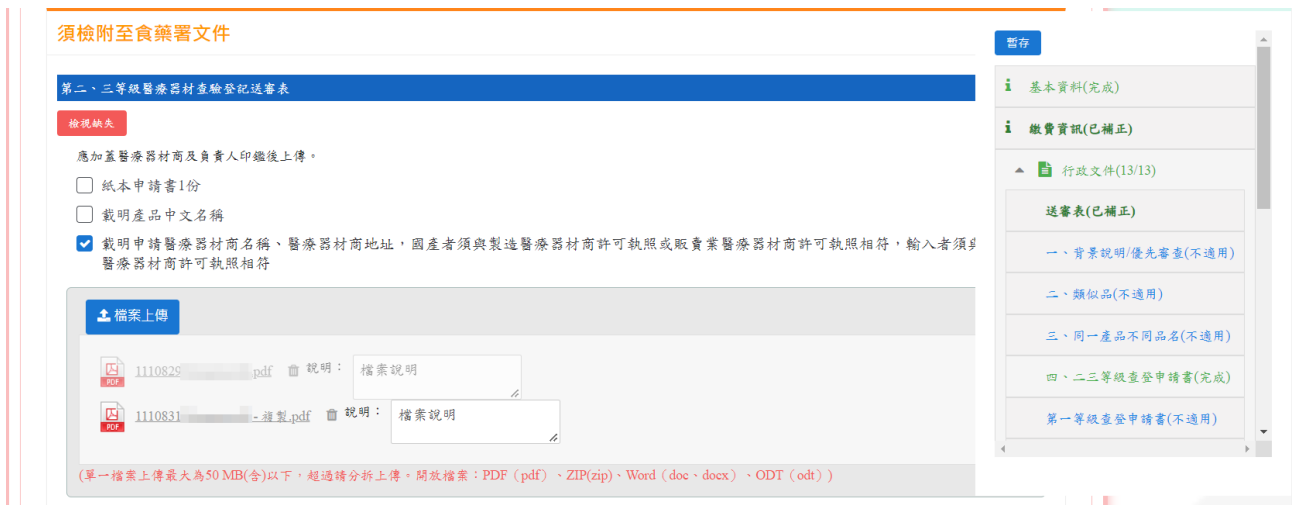 須檢附至食藥署文件
第二、三等級醫療器材查驗登記送審表
檢視缺失
應加蓋醫療器材商及負責人印鑑後上傳。
紙本申請書1份
載明產品中文名稱
載明申請醫療器材商名稱、醫療器材商地址，國產者須與製造醫療器材商許可執照或販賣業醫療器材商許可執照相符，輸入者須
醫療器材商許可執照相符
檔案上傳
1110829 .pdf 說明： 檔案說明
1110831 - 複製.pdf 說明： 檔案說明
(單一檔案上傳最大為50 MB(含)以下，超過請分拆上傳。開放檔案：PDF（pdf）、ZIP(zip)、Word（doc、docx）、ODT（odt）)
暫存
基本資料(完成)
繳費資訊(已補正)
行政文件(13/13)
送審表(已補正)
一、背景說明/優先審查(不適用)
二、類似品(不適用)
三、同一產品不同品名(不適用)
四、二三等級查登申請書(完成)
第一等級查登申請書(不適用)